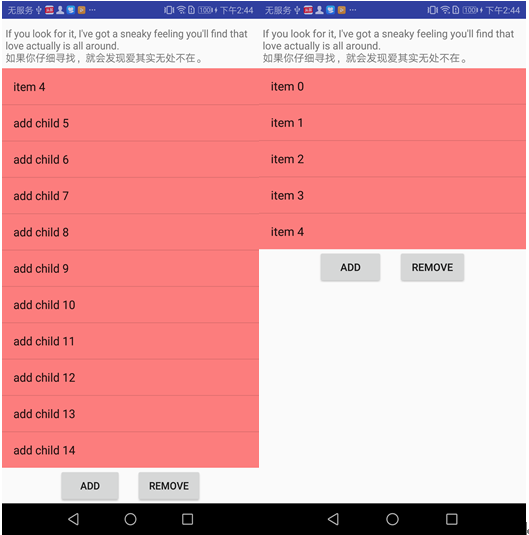 无服务 100 下午2:44
If you look for it, I've got a sneaky feeling you'll find that
love actually is all around.
如果你仔细寻找，就会发现爱其实无处不在。
item 4
add child 5
add child 6
add child 7
add child 8
add child 9
add child 10
add child 11
add child 12
add child 13
add child 14
ADD REMOVE
无服务 100 下午2:44
If you look for it, I've got a sneaky feeling you'll find that
love actually is all around.
如果你仔细寻找，就会发现爱其实无处不在。
item 0
item 1
item 2
item 3
item 4
ADD REMOVE